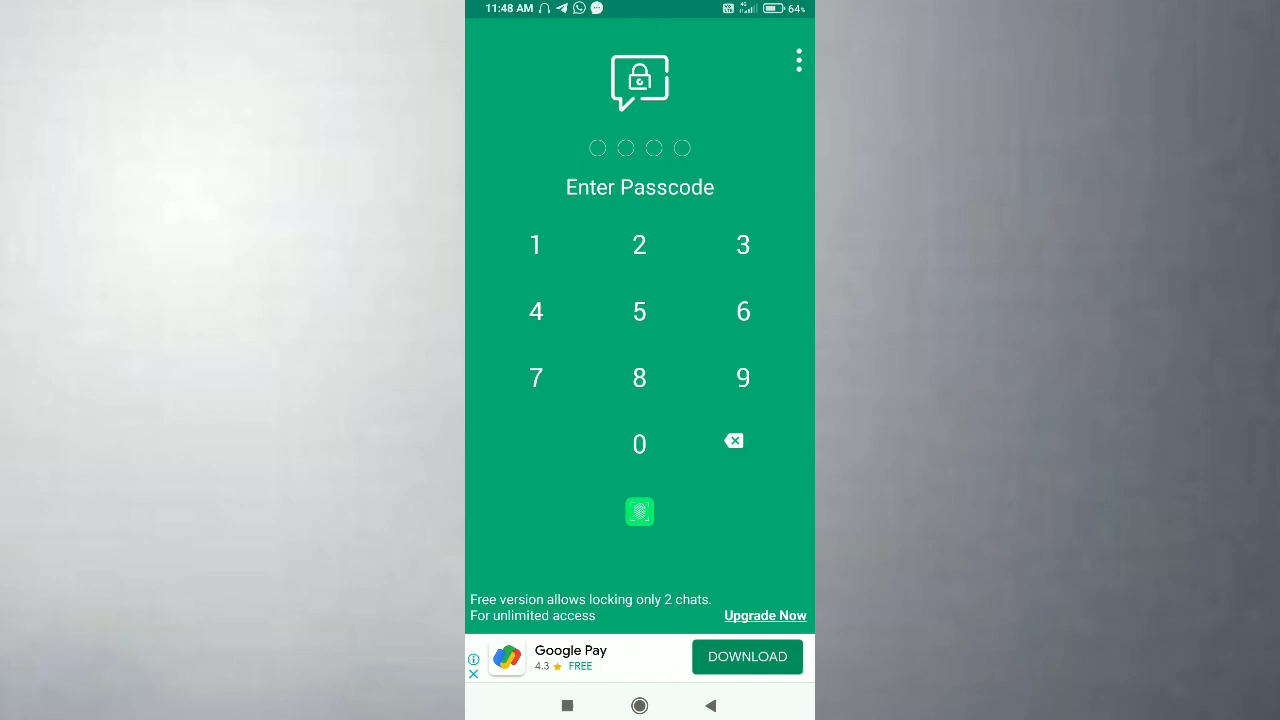 11:48 AM 64%
Enter Passcode
1 2 3
4 5 6
7 8 9
0
Free version allows locking only 2 chats.
For unlimited access Upgrade Now
Google Pay
4.3 FREE
DOWNLOAD